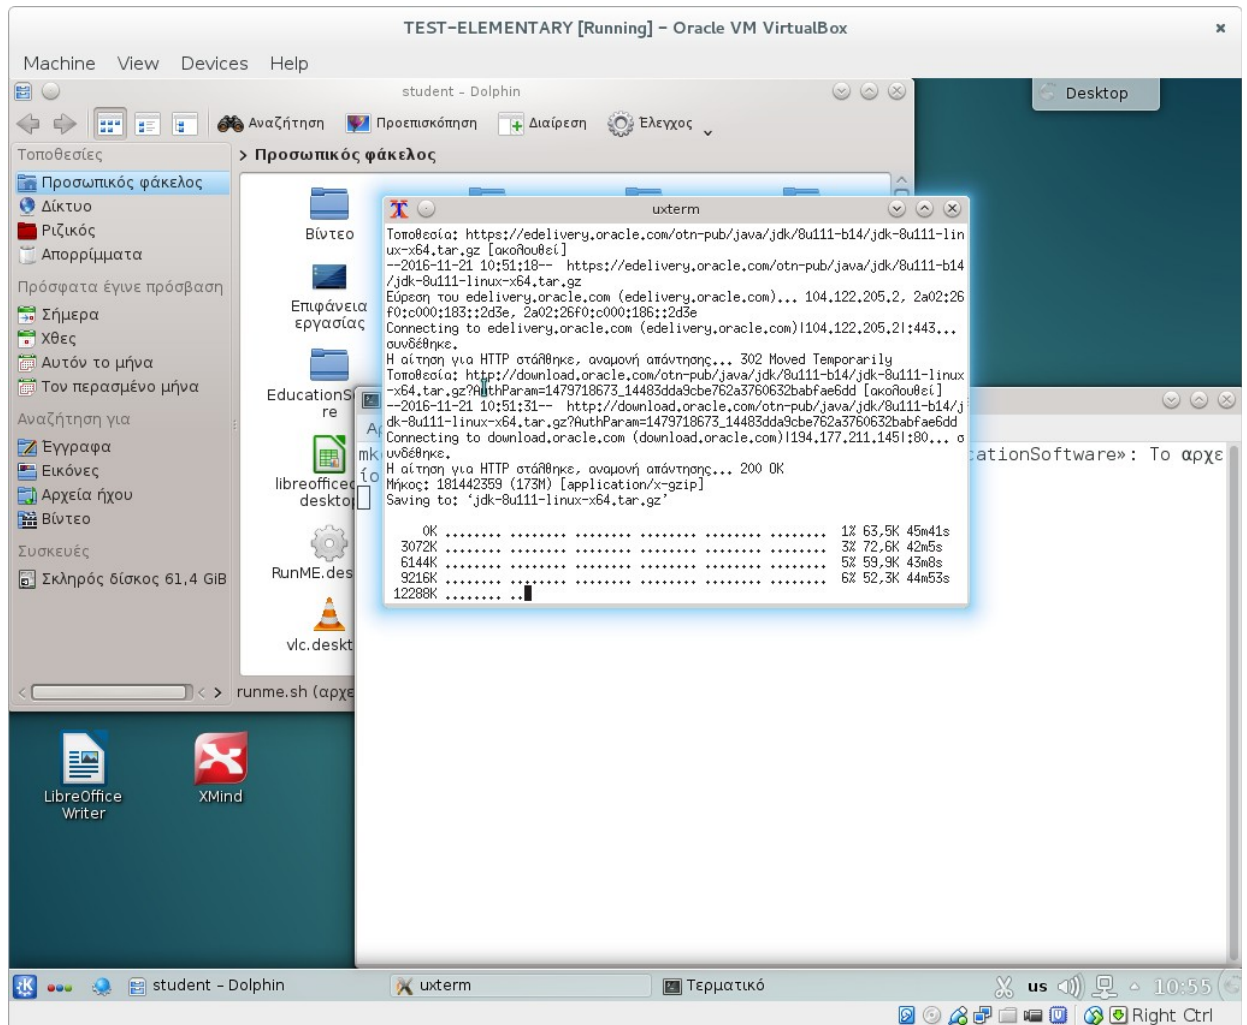 TEST-ELEMENTARY [Running] - Oracle VM VirtualBox
Machine View Devices Help
student - Dolphin
Desktop
Αναζήτηση Προεπισκόπηση Διαίρεση Έλεγχος
Τοποθεσίες
> Προσωπικός φάκελος
Προσωπικός φάκελος
Δίκτυο
Ριζικός
Απορρίμματα
Πρόσφατα έγινε πρόσβαση
Σήμερα
Χθες
Αυτόν το μήνα
Τον περασμένο μήνα
Αναζήτηση για
Έγγραφα
Εικόνες
Αρχεία ήχου
Βίντεο
Συσκευές
Σκληρός δίσκος 61,4 GiB
Βίντεο
Επιφάνεια
εργασίας
EducationS
re
libreoffice
deskto
RunME.des
vlc.deskt
runme.sh (αρχε
uxterm
Τοποθεσία: https://edelivery.oracle.com/otn-pub/java/jdk/8u111-b14/jdk-8u111-lin
ux-x64.tar.gz [ακολουθεί]
--2016-11-21 10:51:18-- https://edelivery.oracle.com/otn-pub/java/jdk/8u111-b14
/jdk-8u111-linux-x64.tar.gz
Εύρεση του edelivery.oracle.com (edelivery.oracle.com)... 104.122.205.2, 2a02:26
f0:c000:183::2d3e, 2a02:26f0:c000:186::2d3e
Connecting to edelivery.oracle.com (edelivery.oracle.com)|104.122.205.2|:443...
συνδέθηκε.
Η αίτηση για HTTP στάλθηκε, αναμονή απάντησης... 302 Moved Temporarily
Τοποθεσία: http://download.oracle.com/otn-pub/java/jdk/8u111-b14/jdk-8u111-linux
-x64.tar.gz?AuthParam=1479718673_14483dda9cbe762a3760632babfae6dd [ακολουθεί]
--2016-11-21 10:51:31-- http://download.oracle.com/otn-pub/java/jdk/8u111-b14/j
dk-8u111-linux-x64.tar.gz?AuthParam=1479718673_14483dda9cbe762a3760632babfae6dd
Connecting to download.oracle.com (download.oracle.com)|194.177.211.145|:80... σ
υνδέθηκε.
Η αίτηση για HTTP στάλθηκε, αναμονή απάντησης... 200 OK
Μήκος: 181442359 (173M) [application/x-gzip]
Saving to: ‘jdk-8u111-linux-x64.tar.gz’
0K ........ ........ ........ ........ ........ ........ 1% 63,5K 45m41s
3072K ........ ........ ........ ........ ........ ........ 3% 72,6K 42m5s
6144K ........ ........ ........ ........ ........ ........ 5% 59,9K 43m8s
9216K ........ ........ ........ ........ ........ ........ 6% 52,3K 44m53s
12288K ........ ..
cationSoftware»: Το αρχε
ίο
LibreOffice
Writer
XMind
student - Dolphin
uxterm
Τερματικό
us
10:55
Right Ctrl